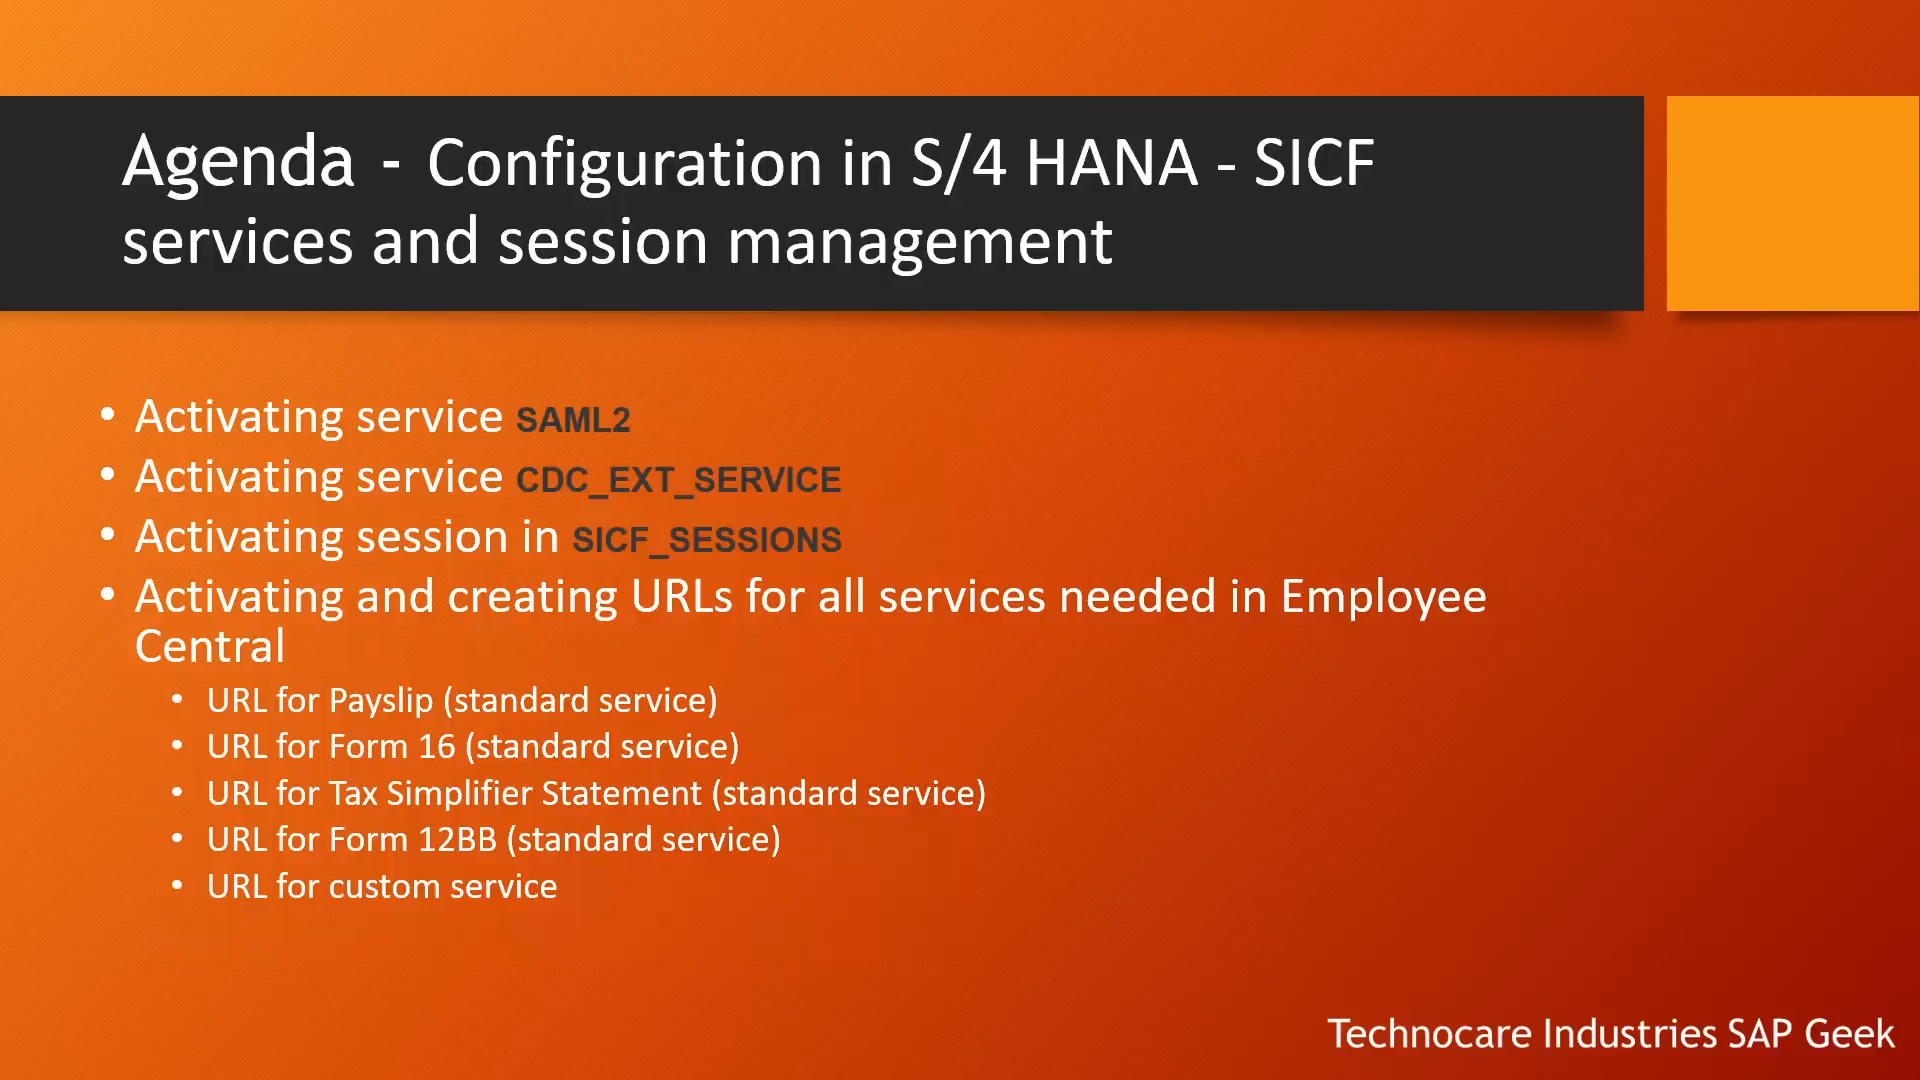 Agenda - Configuration in S/4 HANA - SICF
services and session management
• Activating service SAML2
• Activating service CDC_EXT_SERVICE
• Activating session in SICF_SESSIONS
• Activating and creating URLs for all services needed in Employee
Central
• URL for Payslip (standard service)
• URL for Form 16 (standard service)
• URL for Tax Simplifier Statement (standard service)
• URL for Form 12BB (standard service)
• URL for custom service
Technocare Industries SAP Geek